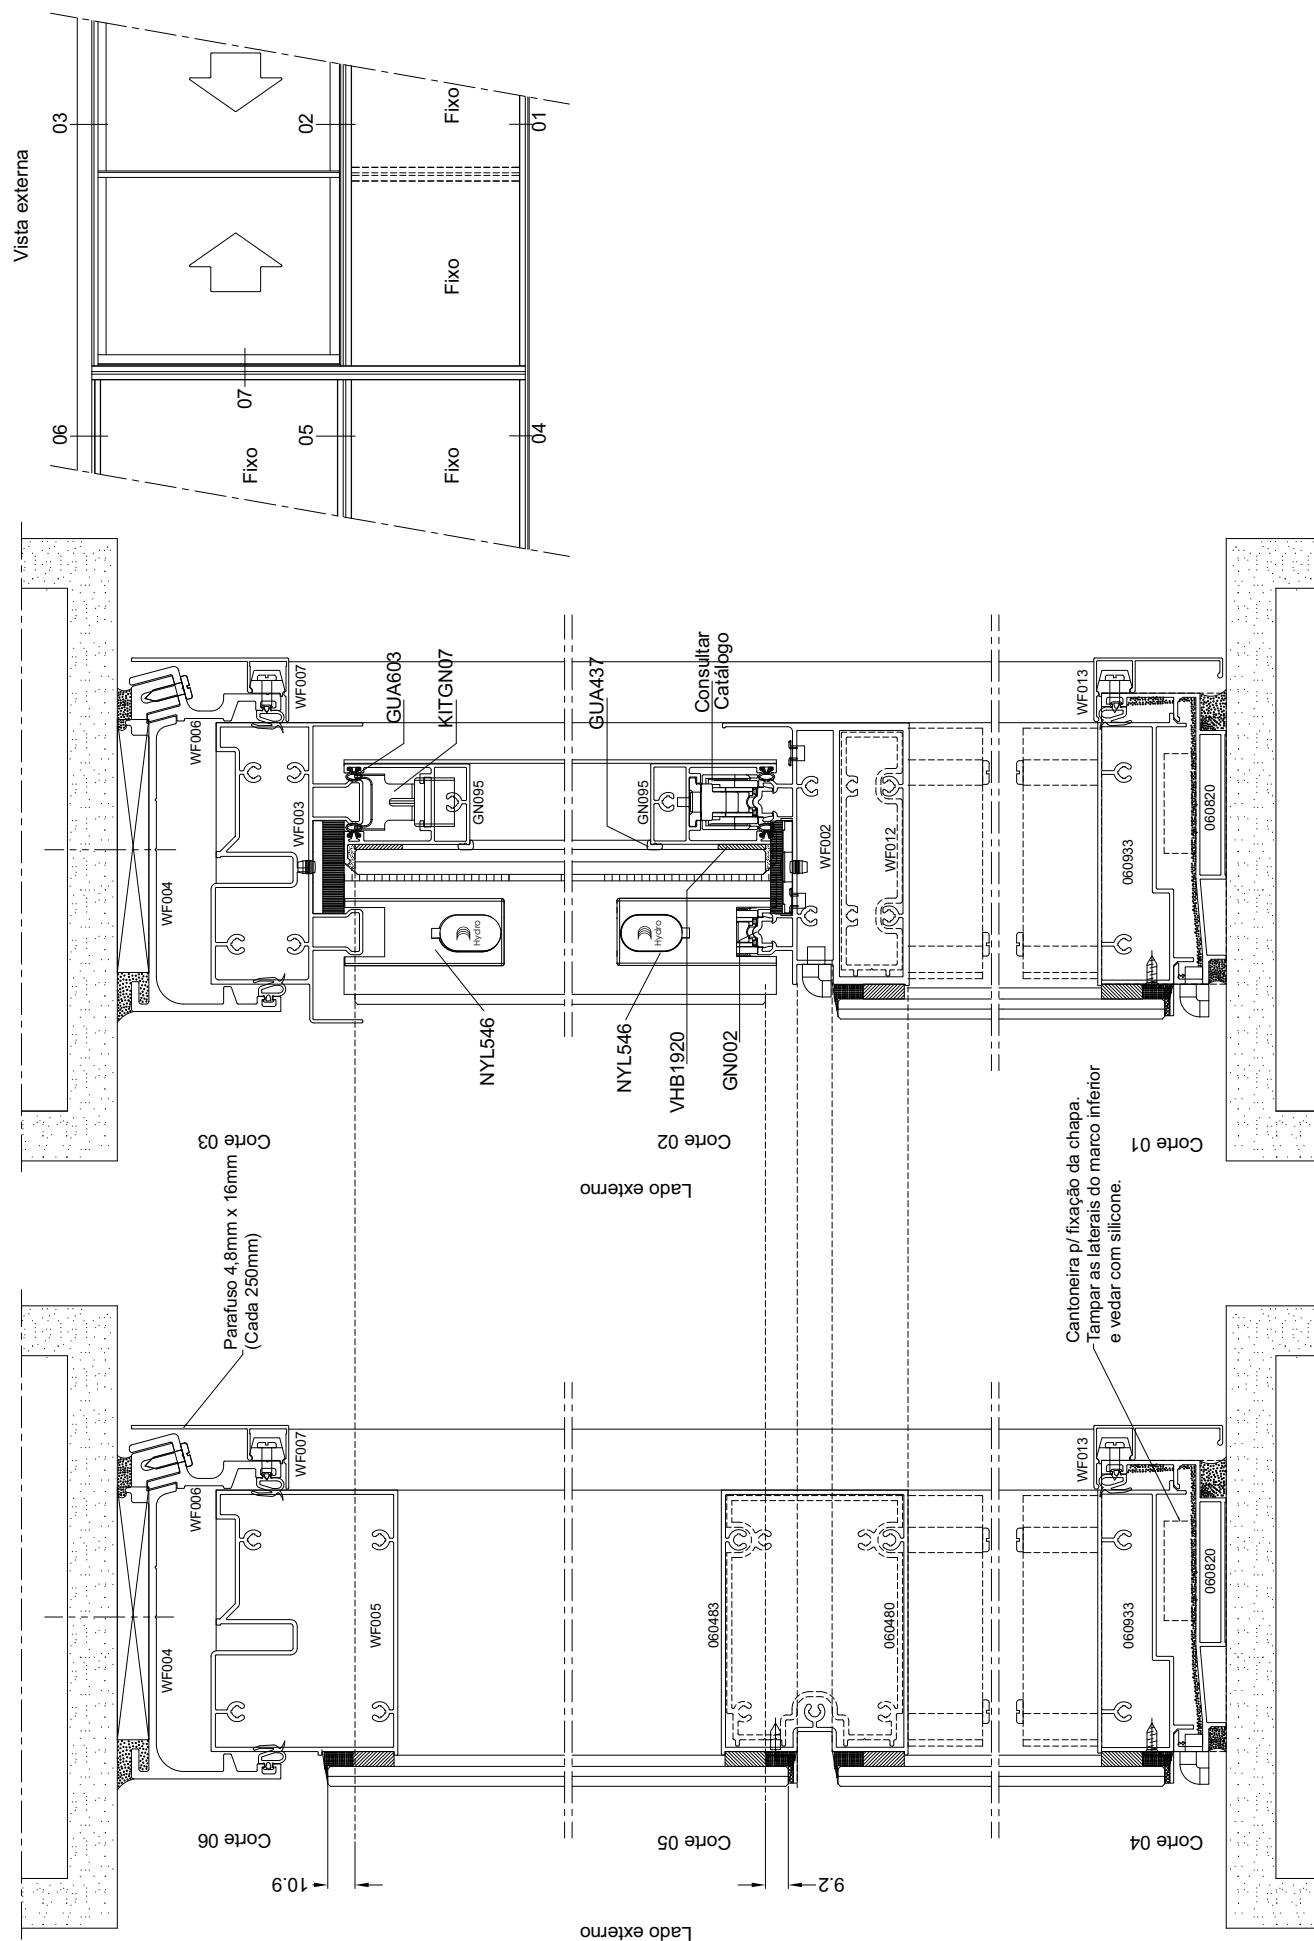 Vista externa
03
02
Fixo
01
Fixo
07
06
05
04
Fixo
Fixo
WF007
WF006
WF003
WF004
GUA603
KITGN07
GN095
GUA437
GN095
Consultar
Catálogo
WF002
WF012
WF013
060933
060820
Hydro
NYL546
Hydro
NYL546
VHB1920
GN002
Corte 03
Corte 02
Corte 01
Lado externo
Parafuso 4,8mm x 16mm
(Cada 250mm)
Cantoneira p/ fixação da chapa.
Tampar as laterais do marco inferior
e vedar com silicone.
WF007
WF006
WF004
WF005
060483
060480
WF013
060933
060820
Corte 06
Corte 05
Corte 04
10.9
9.2
Lado externo